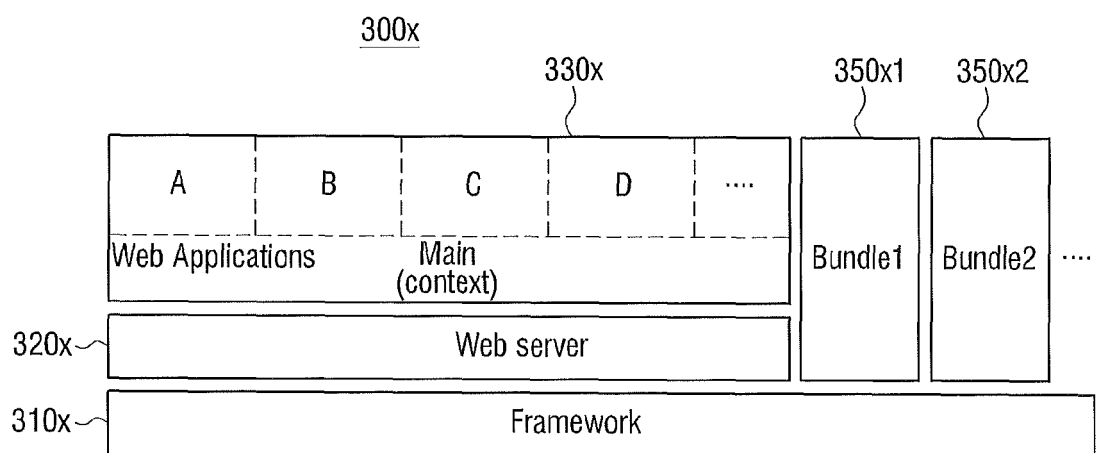 300x
330x 350x1 350x2
A B C D ....
Web Applications Main
(context)
Bundle1 Bundle2 ....
320x Web server
310x Framework